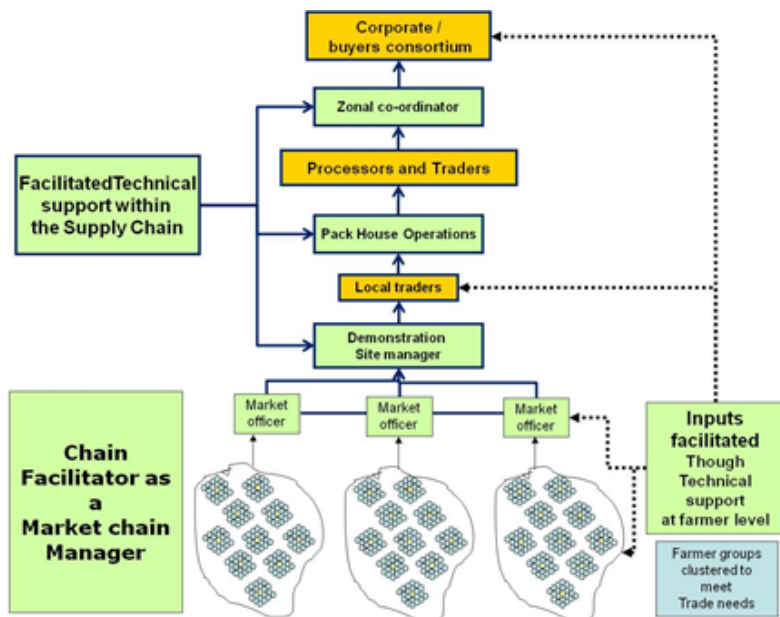 Corporate /
buyers consortium
Zonal co-ordinator
Processors and Traders
FacilitatedTechnical
support within
the Supply Chain
Pack House Operations
Local traders
Demonstration
Site manager
Market
officer
Market
officer
Market
officer
Chain
Facilitator as
a
Market chain
Manager
Inputs
facilitated
Though
Technical
support
at farmer level
Farmer groups
clustered to
meet
Trade needs